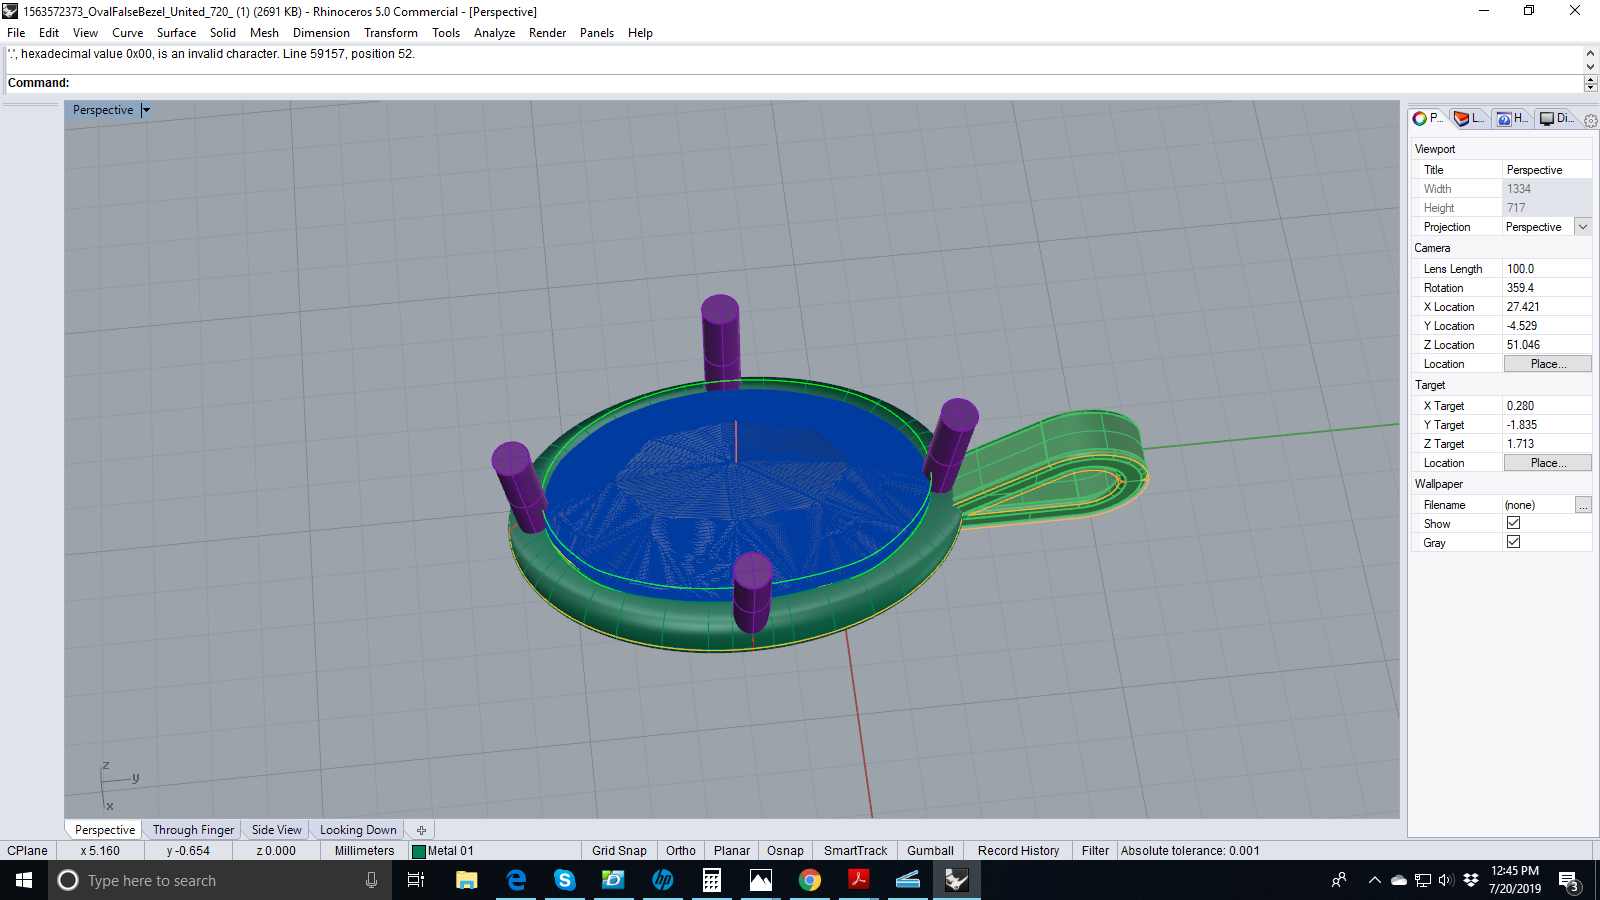 1563572373_OvalFalseBezel_United_720_ (1) (2691 KB) - Rhinoceros 5.0 Commercial - [Perspective]
File Edit View Curve Surface Solid Mesh Dimension Transform Tools Analyze Render Panels Help
'.', hexadecimal value 0x00, is an invalid character. Line 59157, position 52.
Command:
Perspective
P... L... H... Di...
Viewport
Title Perspective
Width 1334
Height 717
Projection Perspective
Camera
Lens Length 100.0
Rotation 359.4
X Location 27.421
Y Location -4.529
Z Location 51.046
Location Place...
Target
X Target 0.280
Y Target -1.835
Z Target 1.713
Location Place...
Wallpaper
Filename (none) ...
Show
Gray
z
y
x
Perspective Through Finger Side View Looking Down
CPlane x 5.160 y -0.654 z 0.000 Millimeters Metal 01 Grid Snap Ortho Planar Osnap SmartTrack Gumball Record History Filter Absolute tolerance: 0.001
Type here to search
12:45 PM
7/20/2019
3